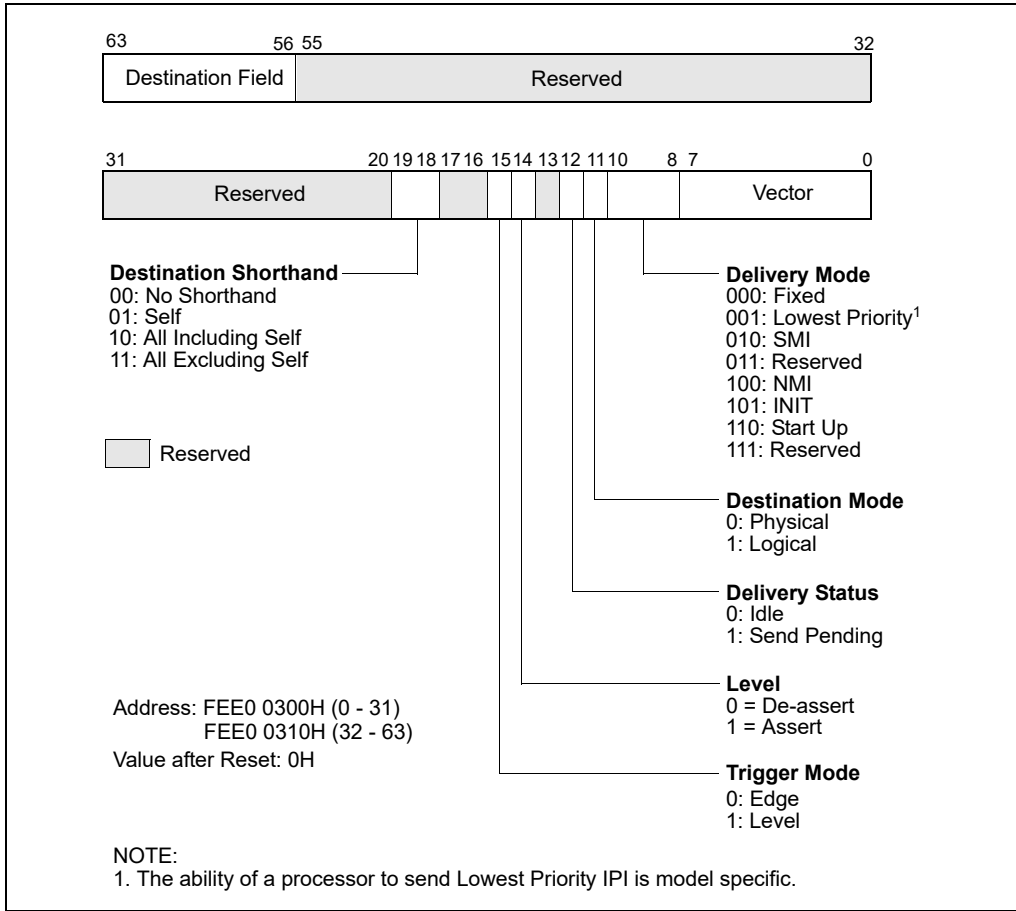 63 56 55 32
Destination Field Reserved
31 20 19 18 17 16 15 14 13 12 11 10 8 7 0
Reserved Vector
Destination Shorthand
00: No Shorthand
01: Self
10: All Including Self
11: All Excluding Self
Reserved
Delivery Mode
000: Fixed
001: Lowest Priority1
010: SMI
011: Reserved
100: NMI
101: INIT
110: Start Up
111: Reserved
Destination Mode
0: Physical
1: Logical
Delivery Status
0: Idle
1: Send Pending
Level
0 = De-assert
1 = Assert
Trigger Mode
0: Edge
1: Level
Address: FEE0 0300H (0 - 31)
FEE0 0310H (32 - 63)
Value after Reset: 0H
NOTE:
1. The ability of a processor to send Lowest Priority IPI is model specific.